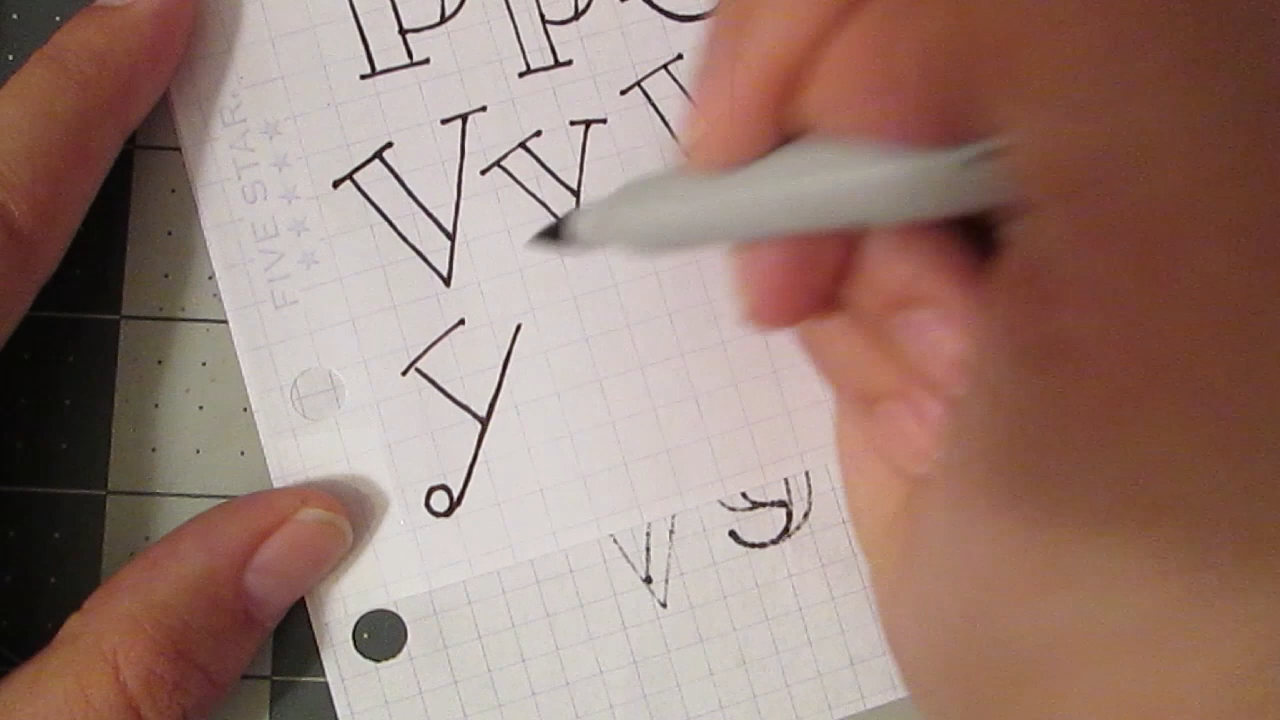 P p
V v
y
FIVE STAR.
V y